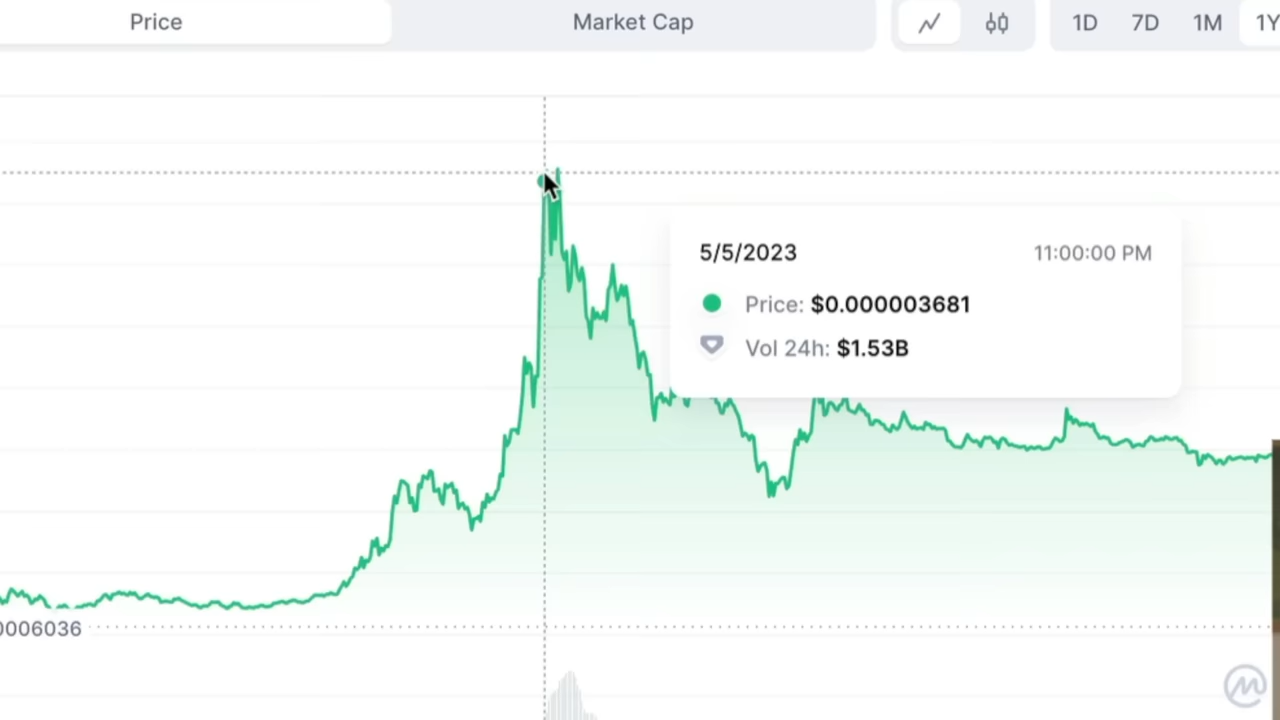 Price Market Cap 1D 7D 1M 1Y
5/5/2023 11:00:00 PM
Price: $0.000003681
Vol 24h: $1.53B
0006036